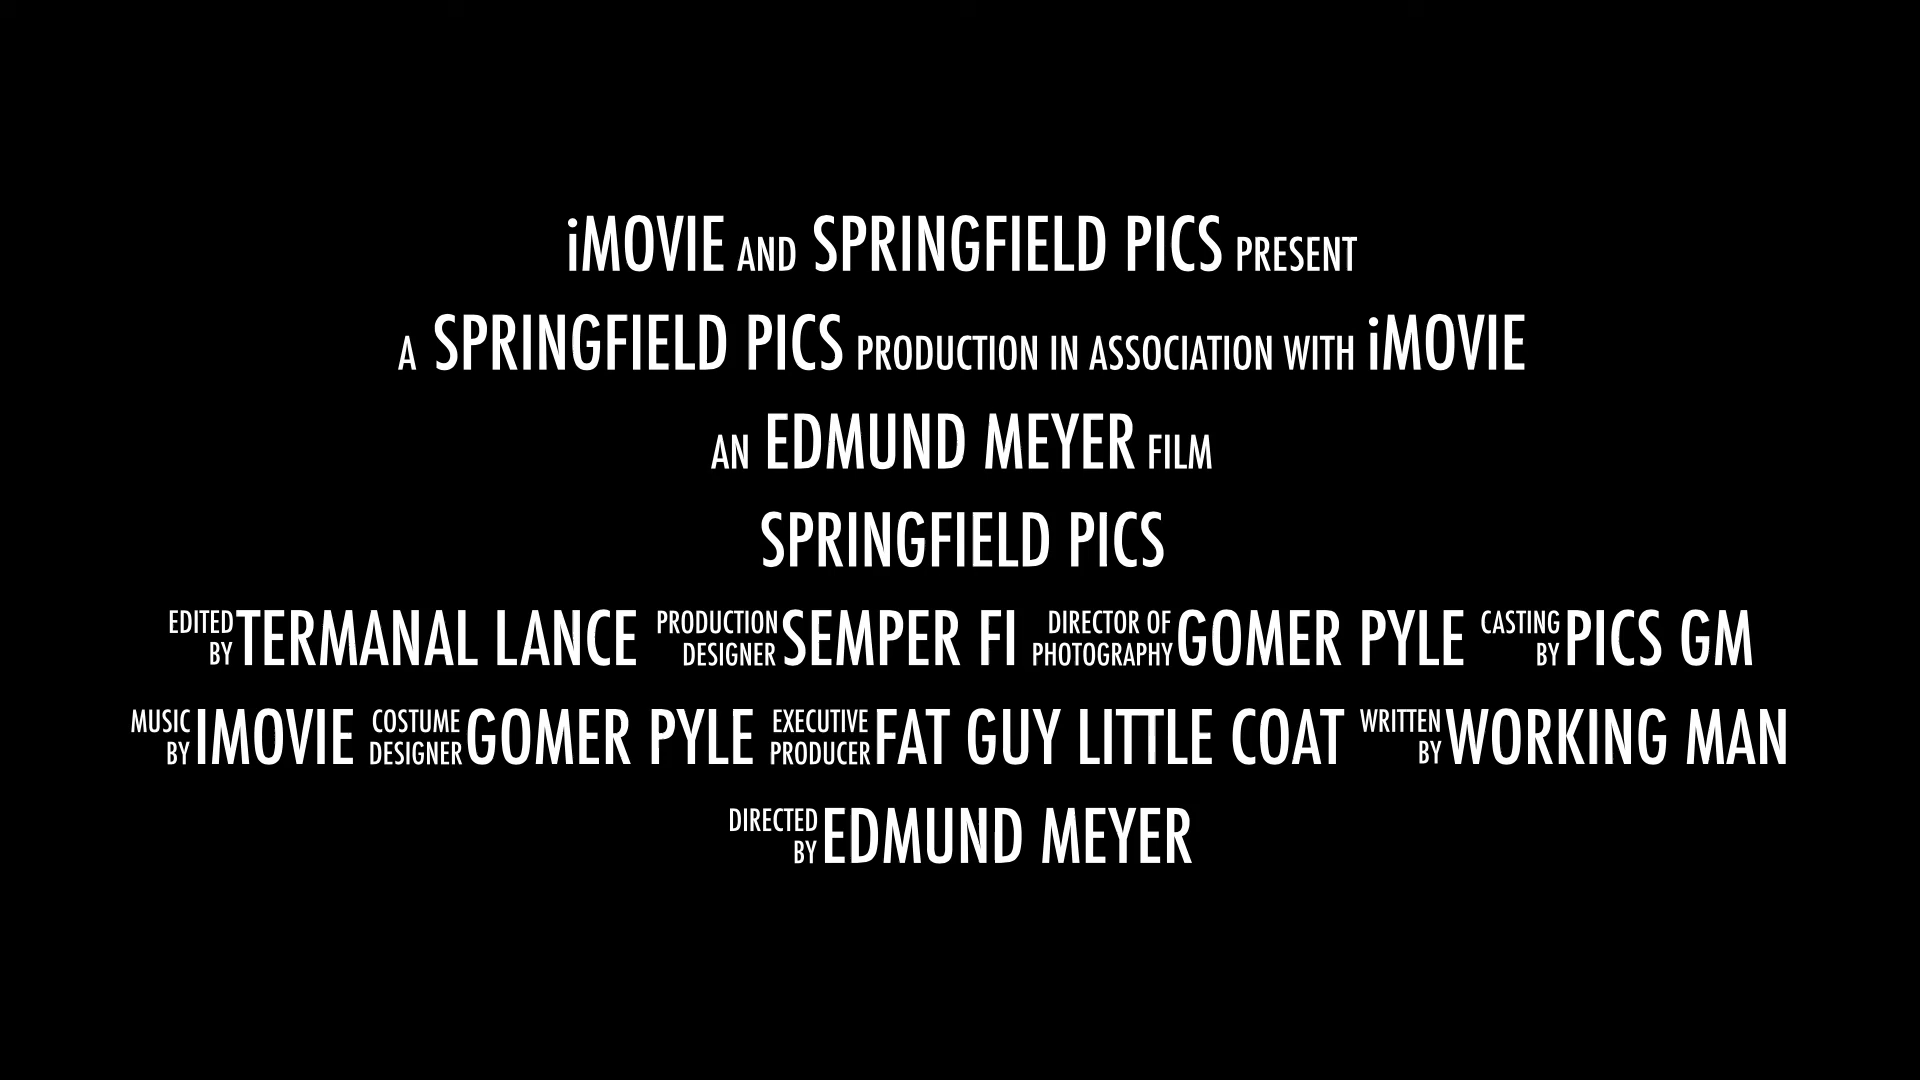 iMOVIE AND SPRINGFIELD PICS PRESENT
A SPRINGFIELD PICS PRODUCTION IN ASSOCIATION WITH iMOVIE
AN EDMUND MEYER FILM
SPRINGFIELD PICS
EDITED BY TERMANAL LANCE PRODUCTION DESIGNER SEMPER FI DIRECTOR OF PHOTOGRAPHY GOMER PYLE CASTING BY PICS GM
MUSIC BY IMOVIE COSTUME DESIGNER GOMER PYLE EXECUTIVE PRODUCER FAT GUY LITTLE COAT WRITTEN BY WORKING MAN
DIRECTED BY EDMUND MEYER